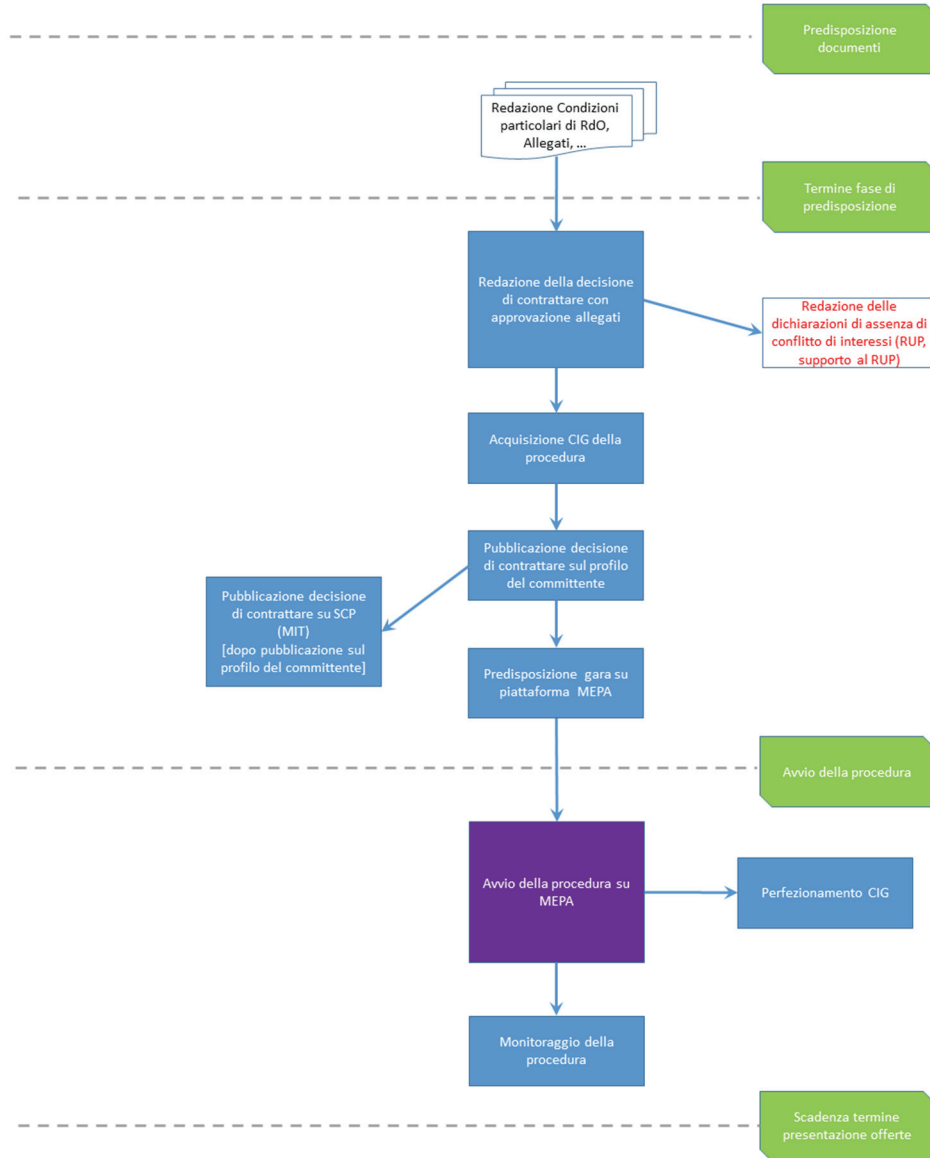 Predisposizione
documenti
Redazione Condizioni
particolari di RdO,
Allegati, ...
Termine fase di
predisposizione
Redazione della decisione
di contrattare con
approvazione allegati
Redazione delle
dichiarazioni di assenza di
conflitto di interessi (RUP,
supporto al RUP)
Acquisizione CIG della
procedura
Pubblicazione decisione
di contrattare sul profilo
del committente
Pubblicazione decisione
di contrattare su SCP
(MIT)
[dopo pubblicazione sul
profilo del committente]
Predisposizione gara su
piattaforma MEPA
Avvio della procedura
Avvio della procedura su
MEPA
Perfezionamento CIG
Monitoraggio della
procedura
Scadenza termine
presentazione offerte